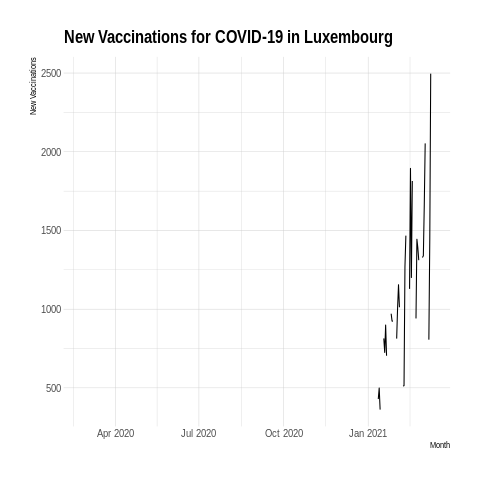 New Vaccinations for COVID-19 in Luxembourg
New Vaccinations
2500
2000
1500
1000
500
Apr 2020
Jul 2020
Oct 2020
Jan 2021
Month